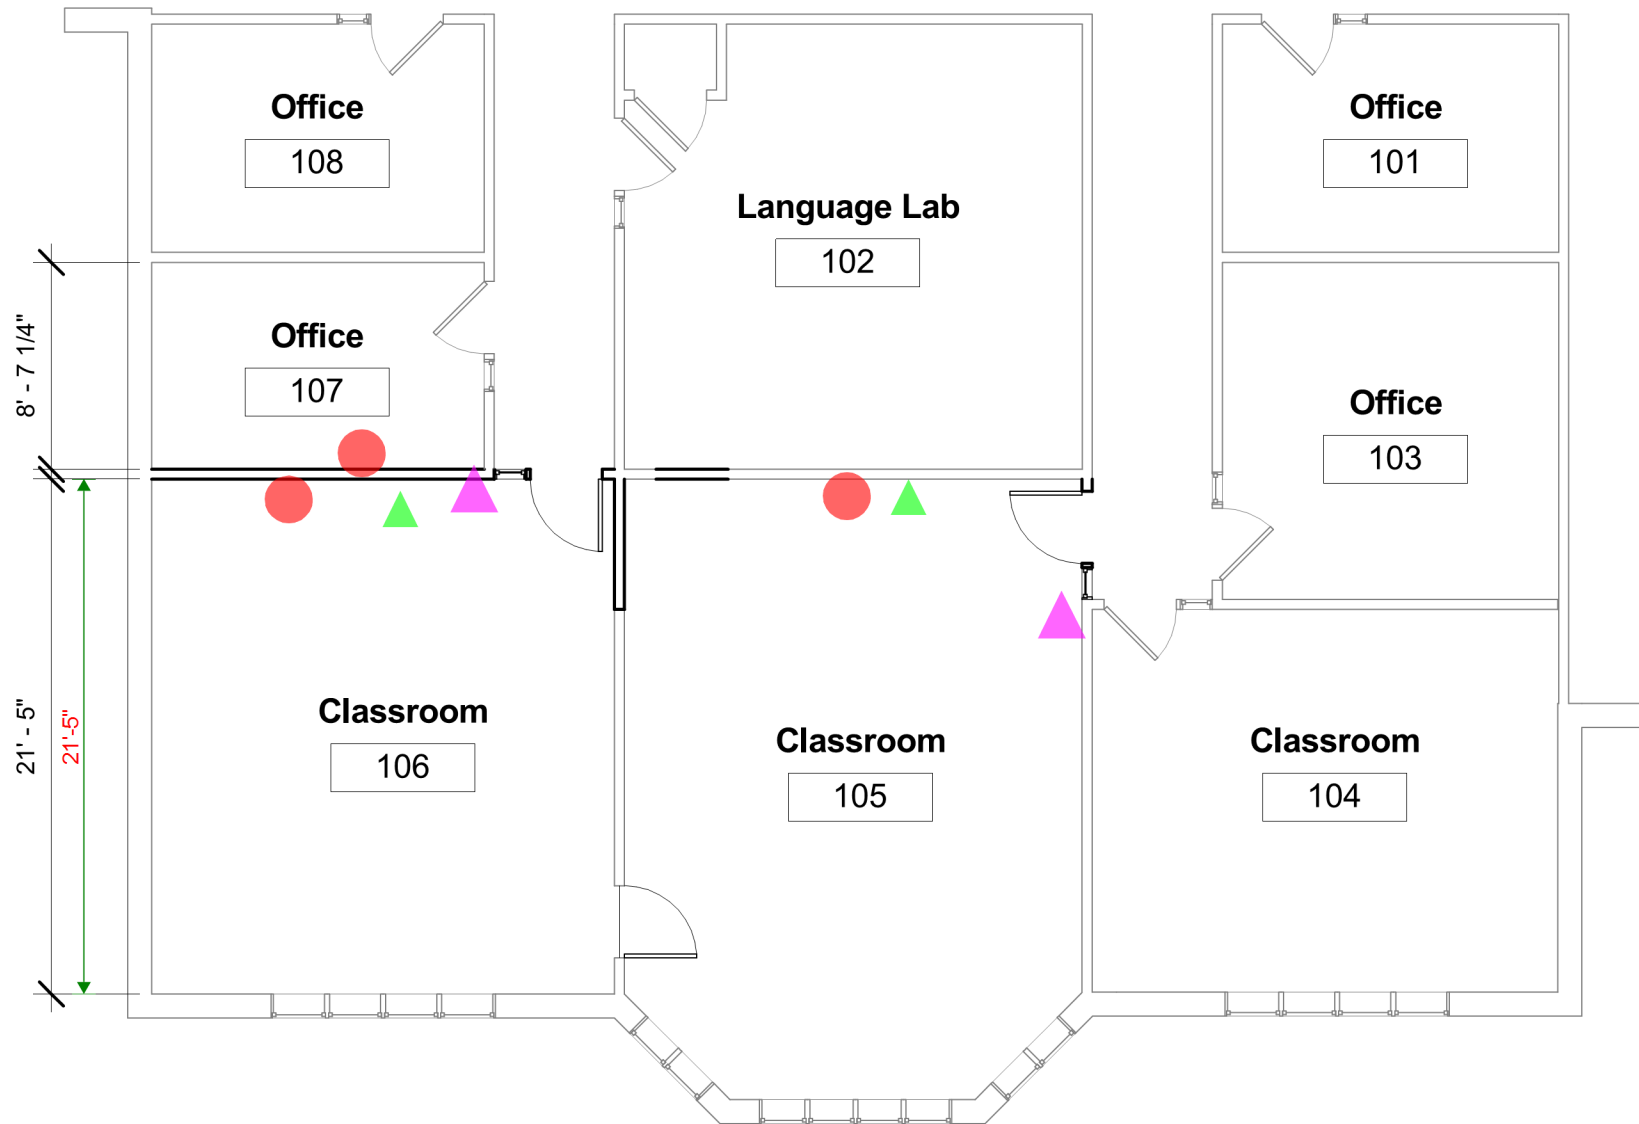 Office
108
Office
101
Language Lab
102
8' - 7 1/4"
Office
107
Office
103
21' - 5"
21'-5"
Classroom
106
Classroom
105
Classroom
104